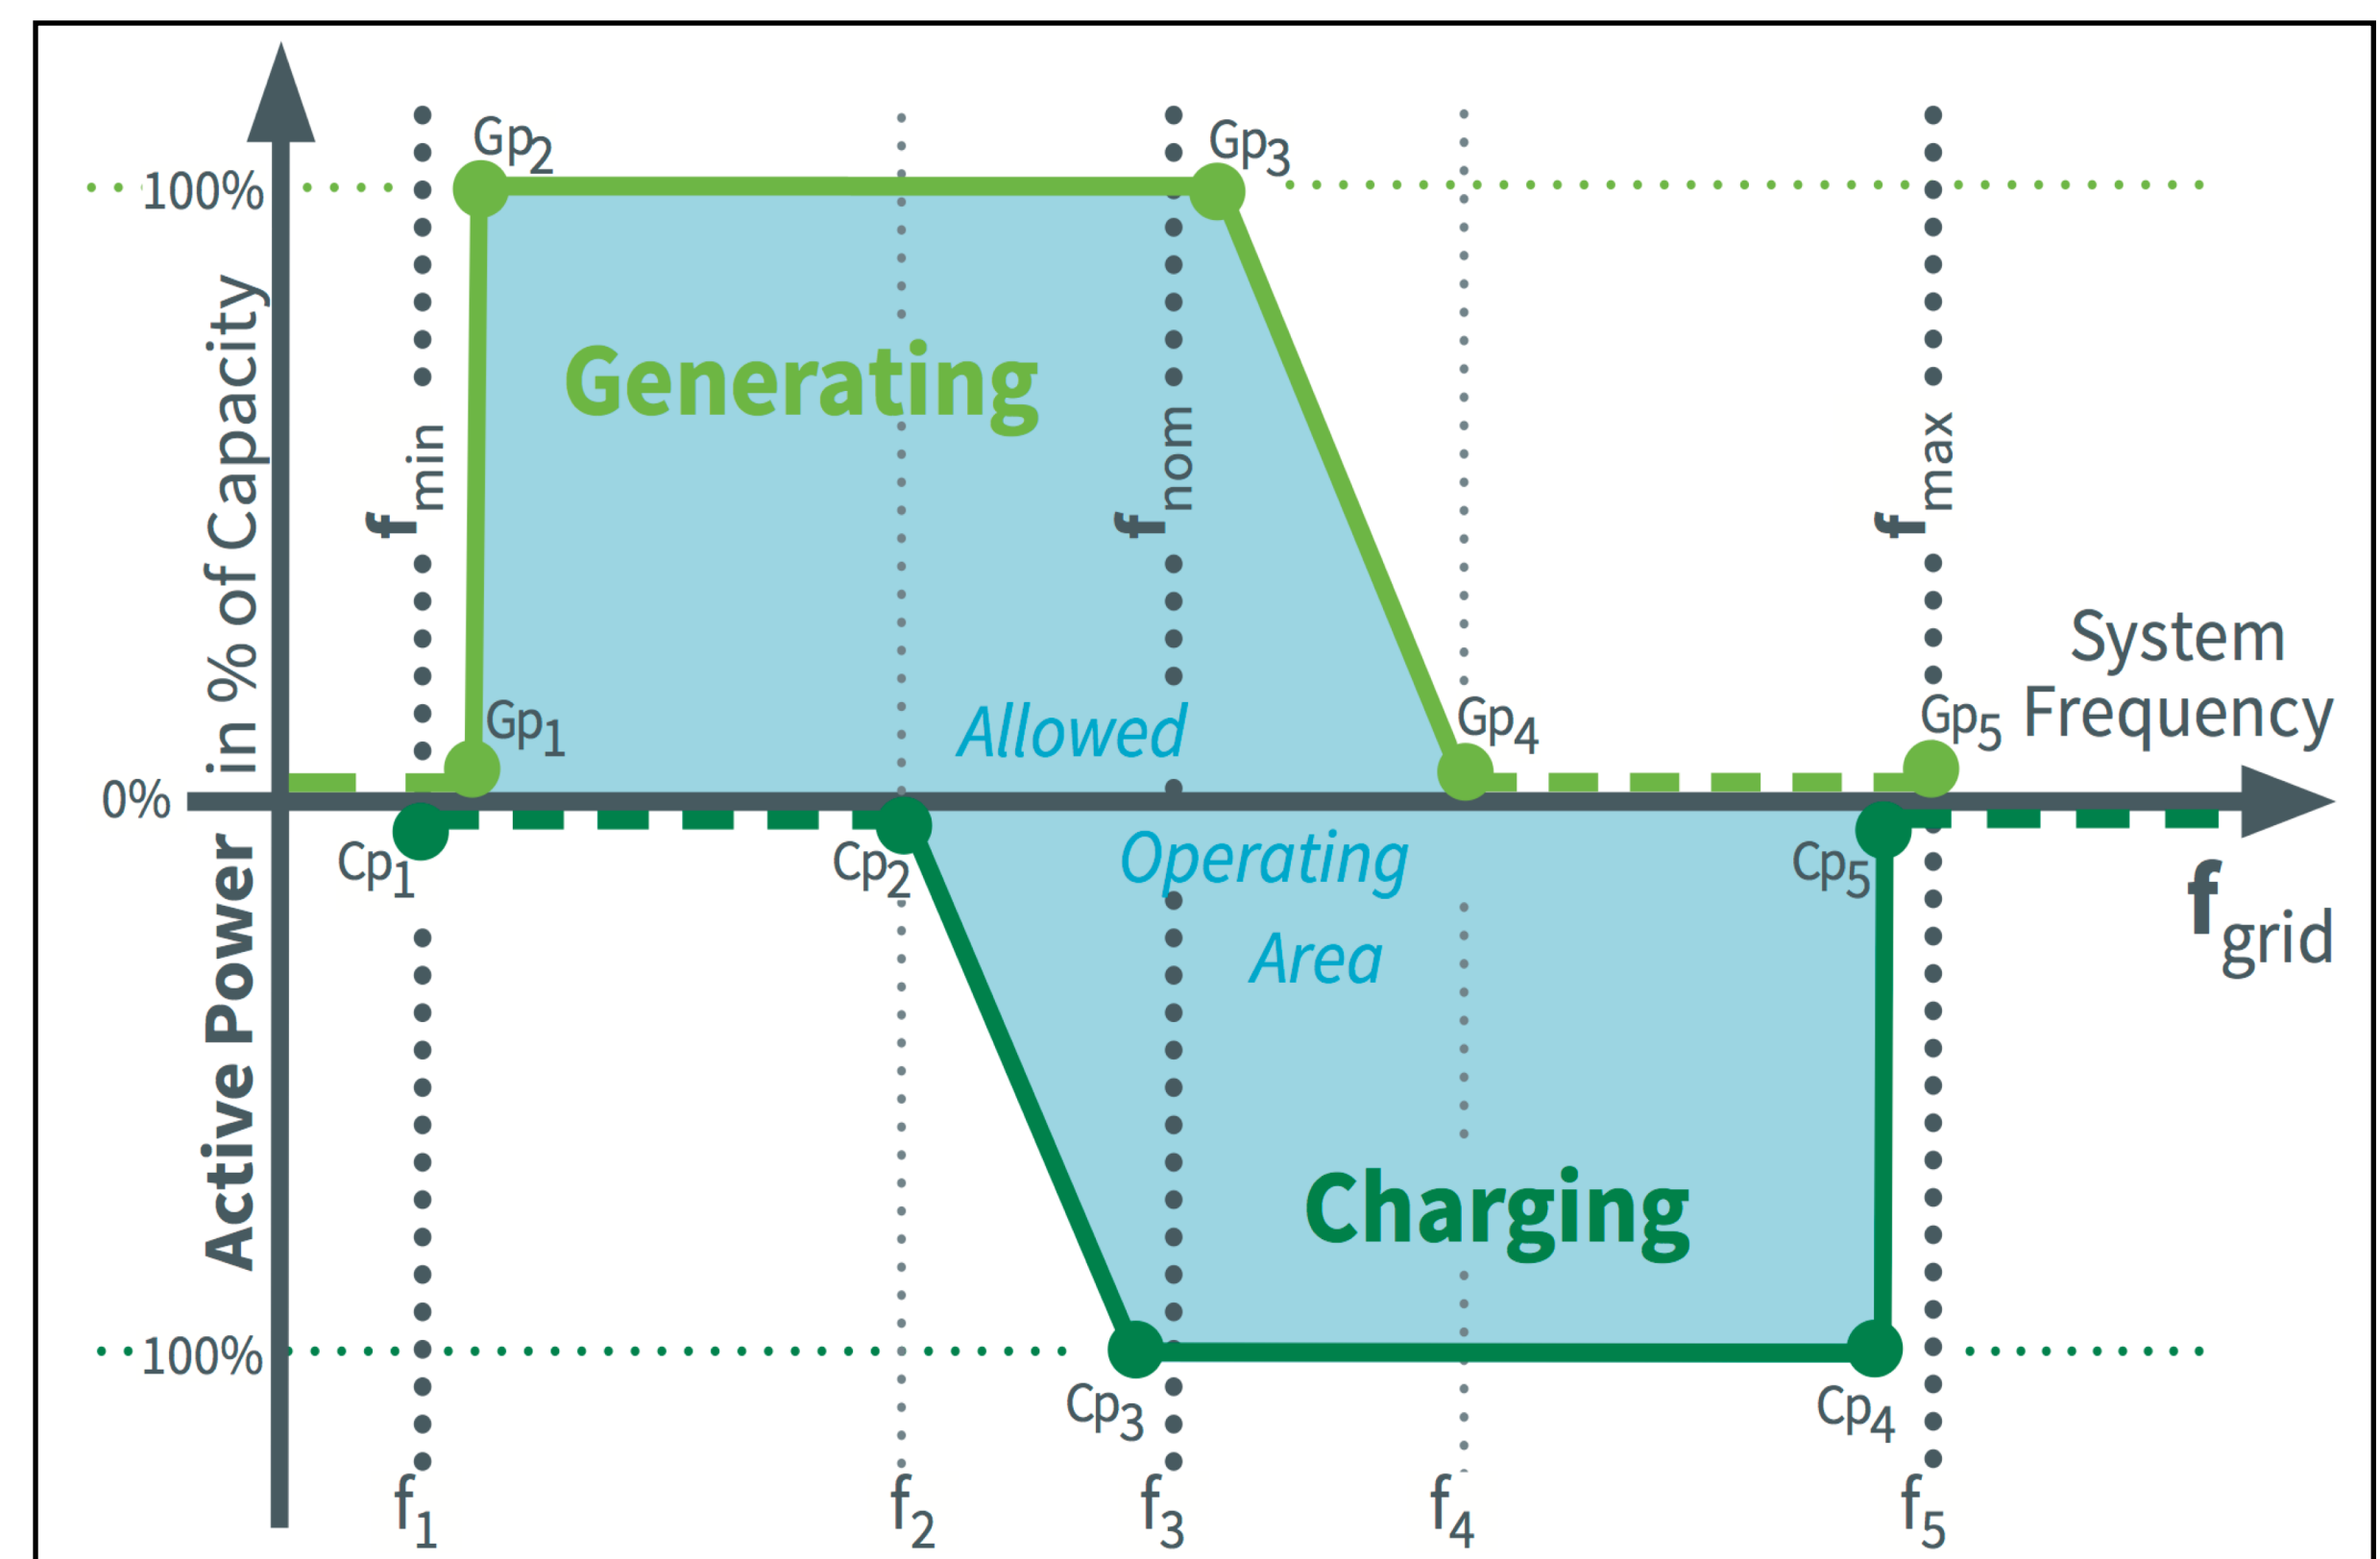 Gp2
Gp3
100%
Generating
Active Power in % of Capacity
fmin
fnom
fmax
System
Frequency
Gp1
Allowed
Gp4
Gp5
0%
Cp1
Cp2
Operating
Cp5
fgrid
Area
Charging
100%
Cp3
Cp4
f1
f2
f3
f4
f5